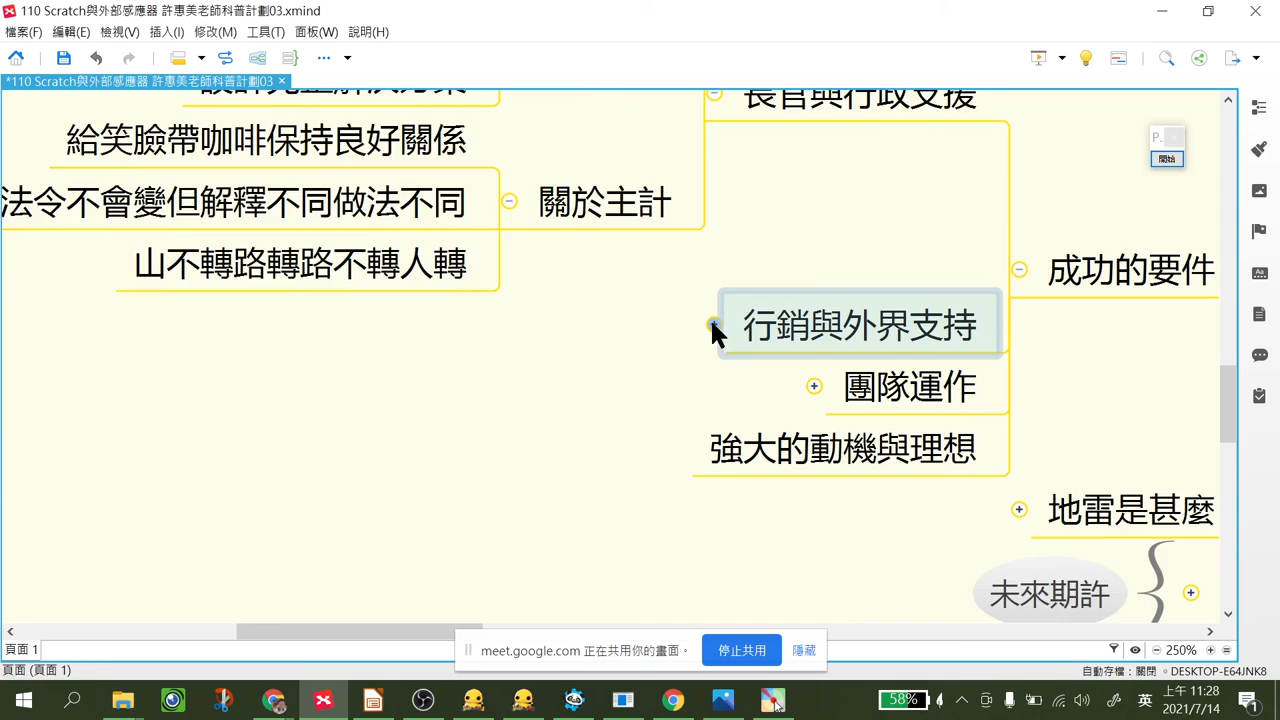 110 Scratch與外部感應器 許惠美老師科普計劃03.xmind
檔案(F) 編輯(E) 檢視(V) 插入(I) 修改(M) 工具(T) 面板(W) 說明(H)
*110 Scratch與外部感應器 許惠美老師科普計劃03
長官與行政支援
給笑臉帶咖啡保持良好關係
P...
開始
法令不會變但解釋不同做法不同
關於主計
山不轉路轉路不轉人轉
成功的要件
行銷與外界支持
團隊運作
強大的動機與理想
地雷是甚麼
未來期許
頁面 1
meet.google.com 正在共用你的畫面。
停止共用
隱藏
250%
頁面 (頁面 1)
自動存檔：關閉 。DESKTOP-E64JNK8
58%
英
上午 11:28
2021/7/14
1